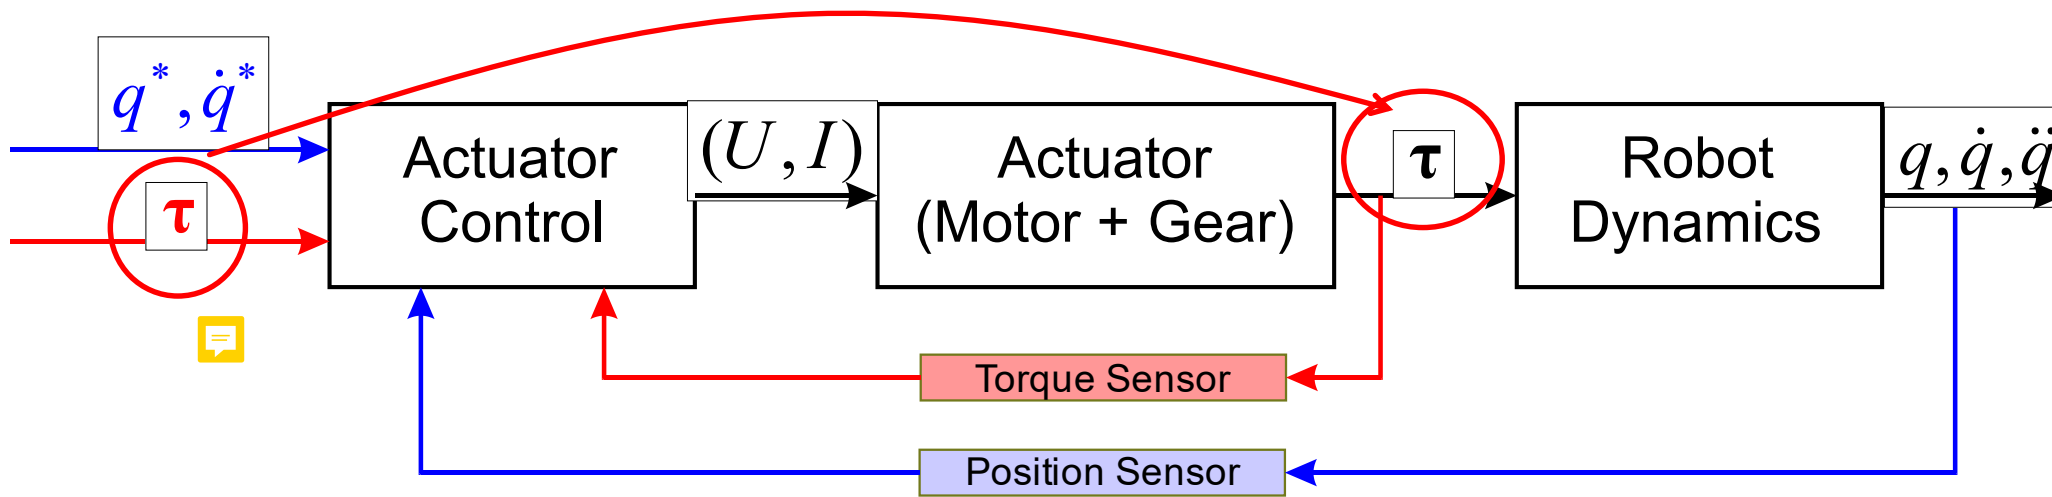 q*, q̇*
τ
Actuator
Control
(U, I)
Actuator
(Motor + Gear)
τ
Robot
Dynamics
q, q̇, q̈
Torque Sensor
Position Sensor